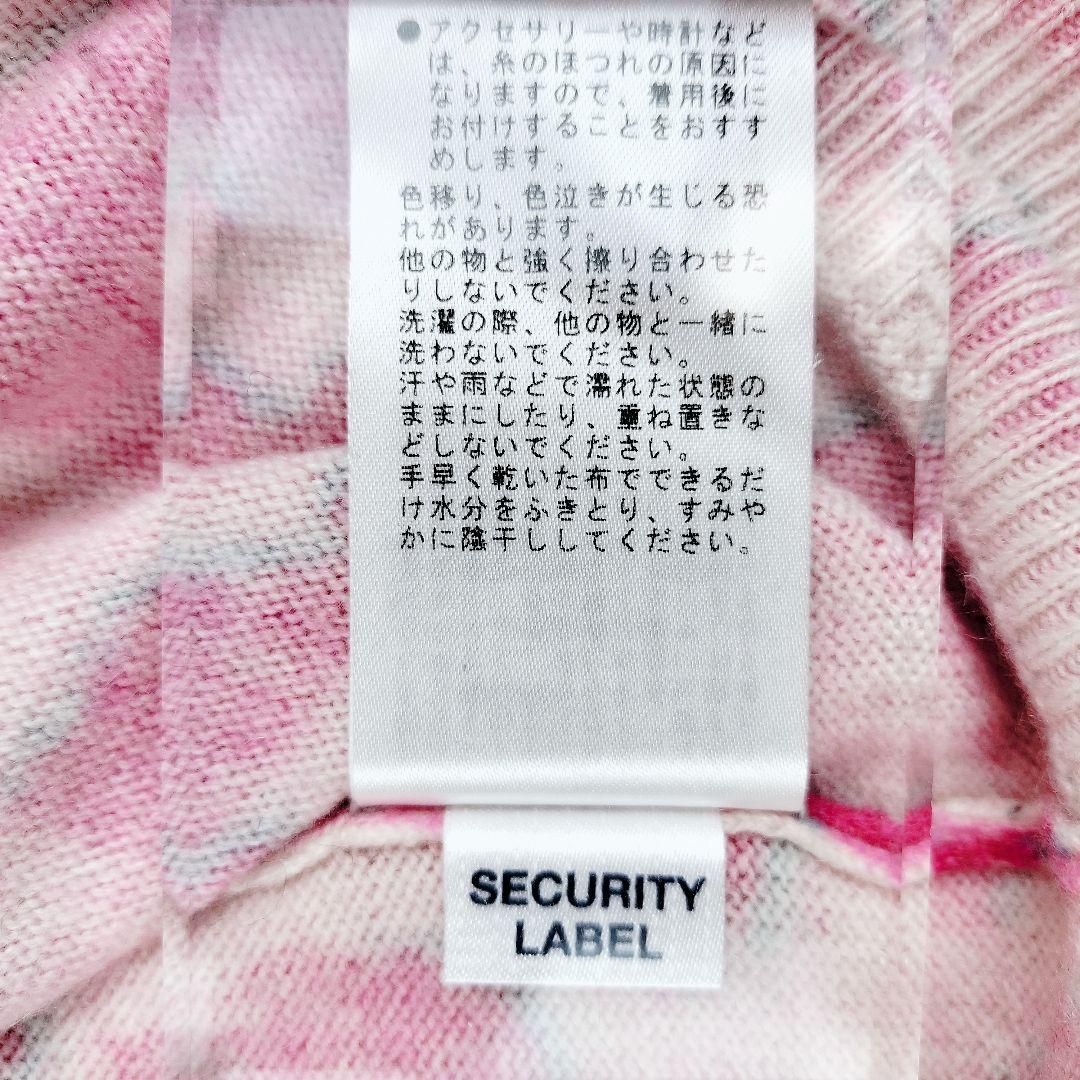 ●アクセサリーや時計など
は、糸のほつれの原因に
なりますので、着用後に
お付けすることをおすす
めします。
色移り、色泣きが生じる恐
れがあります。
他の物と強く擦り合わせた
りしないでください。
洗濯の際、他の物と一緒に
洗わないでください。
汗や雨などで濡れた状態の
ままにしたり、重ね置きな
どしないでください。
手早く乾いた布でできるだ
け水分をふきとり、すみや
かに陰干ししてください。
SECURITY
LABEL